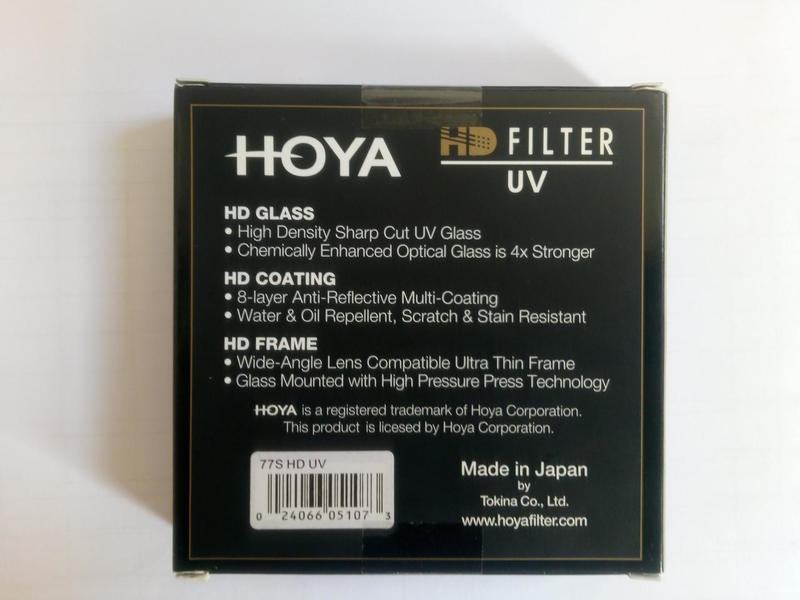 HOYA HD FILTER
UV
HD GLASS
• High Density Sharp Cut UV Glass
• Chemically Enhanced Optical Glass is 4x Stronger
HD COATING
• 8-layer Anti-Reflective Multi-Coating
• Water & Oil Repellent, Scratch & Stain Resistant
HD FRAME
• Wide-Angle Lens Compatible Ultra Thin Frame
• Glass Mounted with High Pressure Press Technology
HOYA is a registered trademark of Hoya Corporation.
This product is licesed by Hoya Corporation.
77S HD UV
0 24066 05107 3
Made in Japan
by
Tokina Co., Ltd.
www.hoyafilter.com